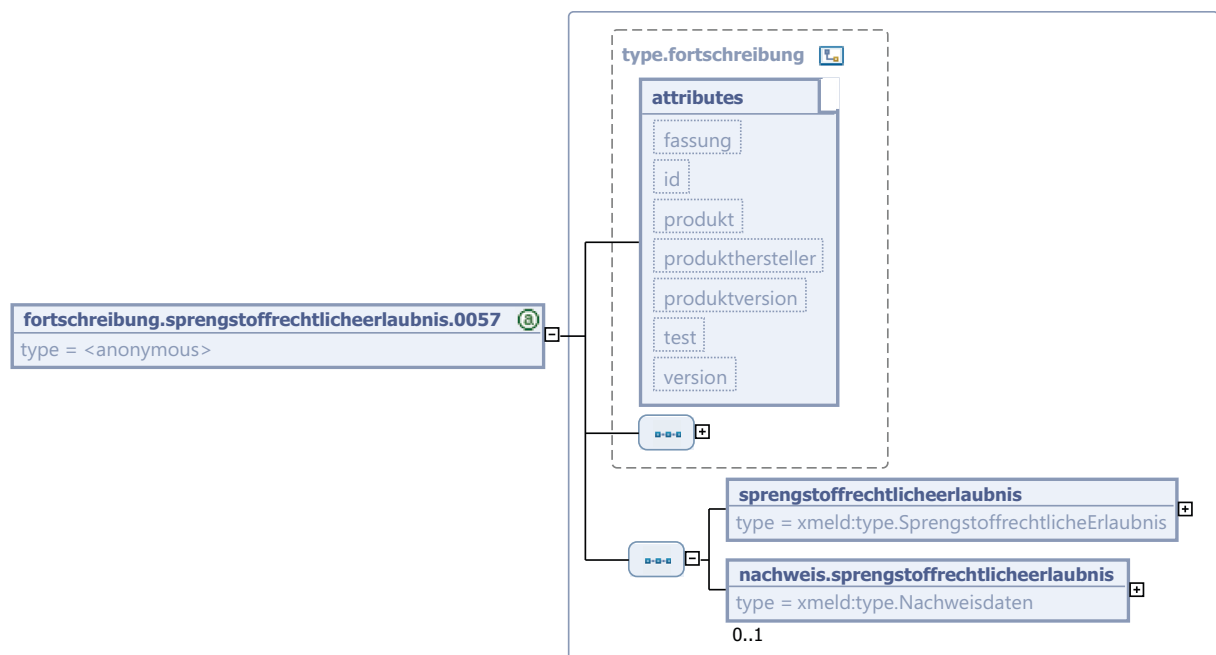 type.fortschreibung
attributes
fassung
id
produkt
produkthersteller
produktversion
test
version
fortschreibung.sprengstoffrechtlicheerlaubnis.0057
type = <anonymous>
sprengstoffrechtlicheerlaubnis
type = xmeld:type.SprengstoffrechtlicheErlaubnis
nachweis.sprengstoffrechtlicheerlaubnis
type = xmeld:type.Nachweisdaten
0..1